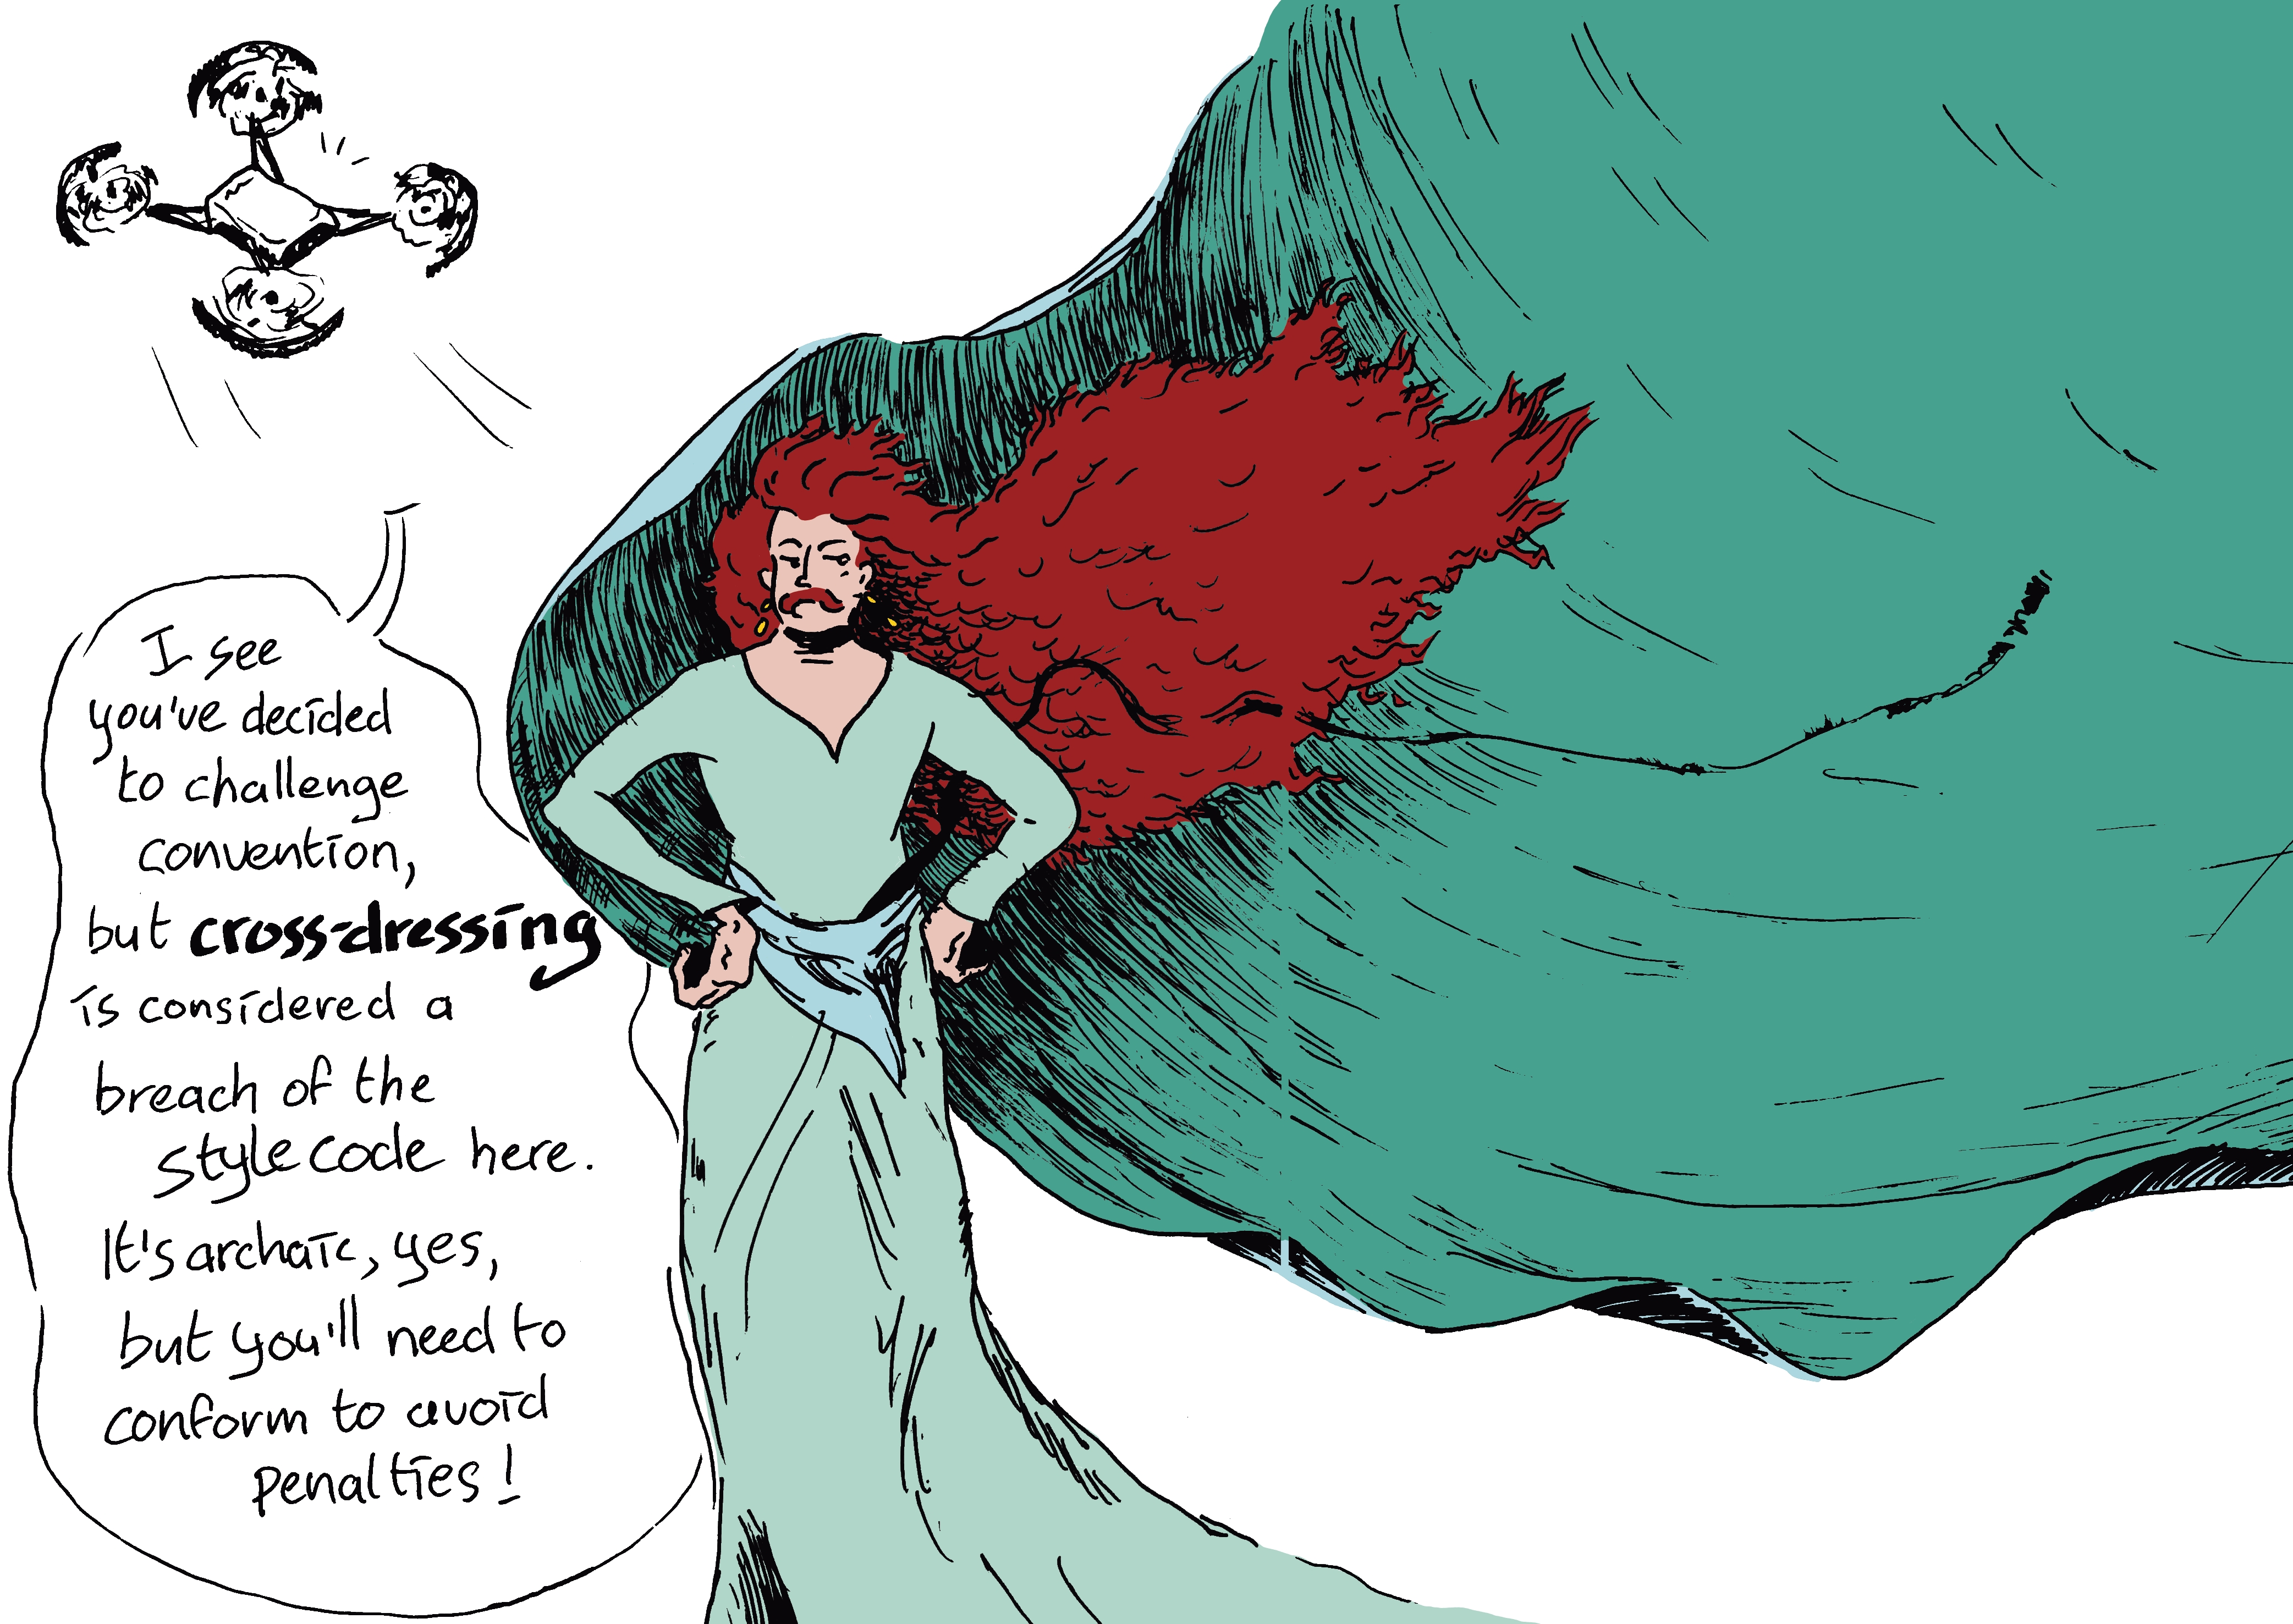 I see
you've decided
to challenge
convention,
but cross-dressing
is considered a
breach of the
style code here.
It's archaic, yes,
but you'll need to
conform to avoid
penalties!